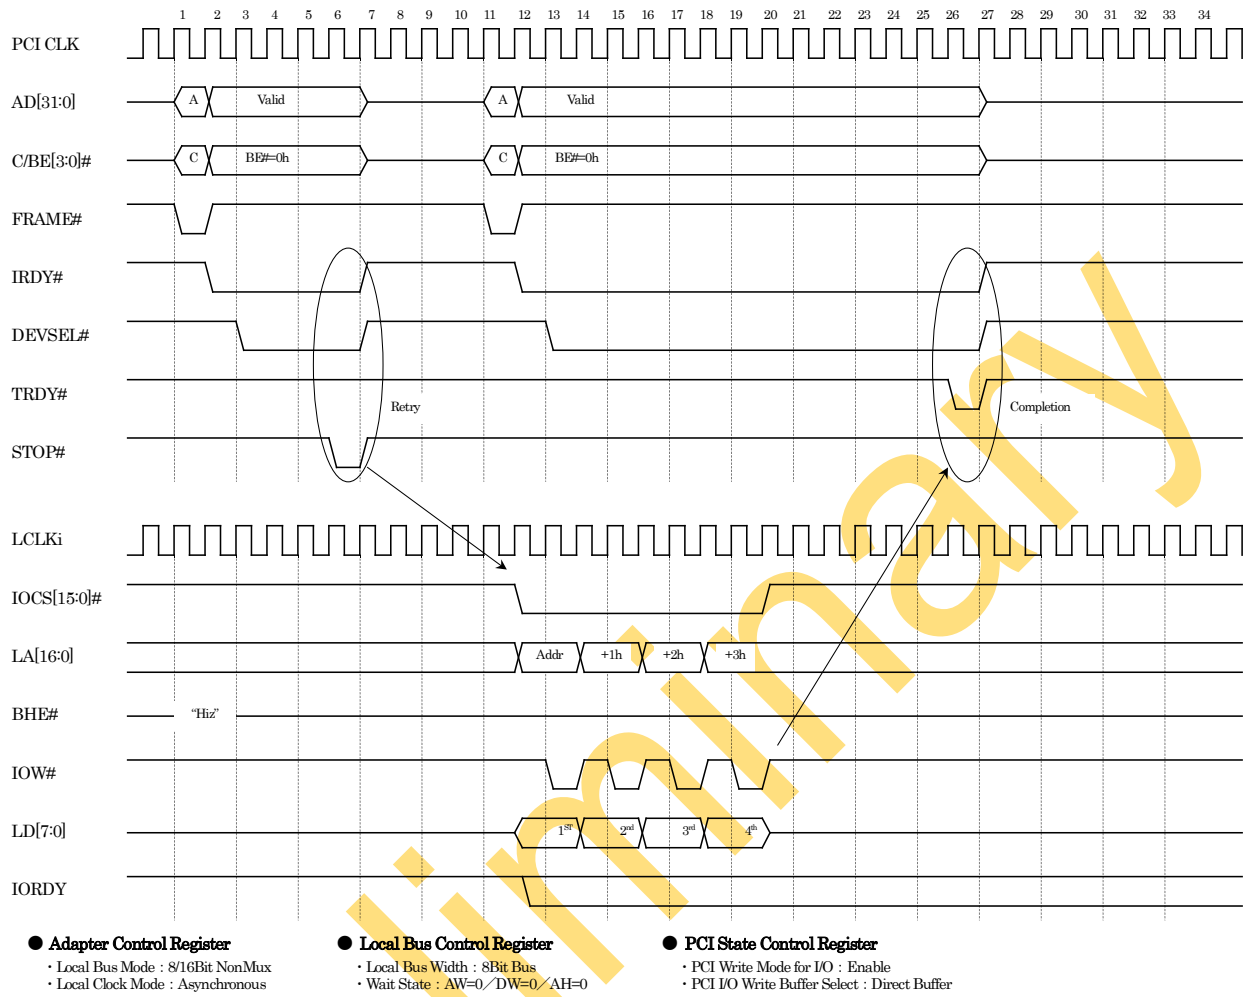 1 2 3 4 5 6 7 8 9 10 11 12 13 14 15 16 17 18 19 20 21 22 23 24 25 26 27 28 29 30 31 32 33 34
PCI CLK
AD[31:0] A Valid A Valid
C/BE[3:0]# C BE#=0h C BE#=0h
FRAME#
IRDY#
DEVSEL#
TRDY#
Retry Completion
STOP#
LCLKi
IOCS[15:0]#
LA[16:0] Addr +1h +2h +3h
BHE# “Hiz”
IOW#
LD[7:0] 1ST 2nd 3rd 4th
IORDY
● Adapter Control Register
・Local Bus Mode : 8/16Bit NonMux
・Local Clock Mode : Asynchronous
● Local Bus Control Register
・Local Bus Width : 8Bit Bus
・Wait State : AW=0／DW=0／AH=0
● PCI State Control Register
・PCI Write Mode for I/O : Enable
・PCI I/O Write Buffer Select : Direct Buffer